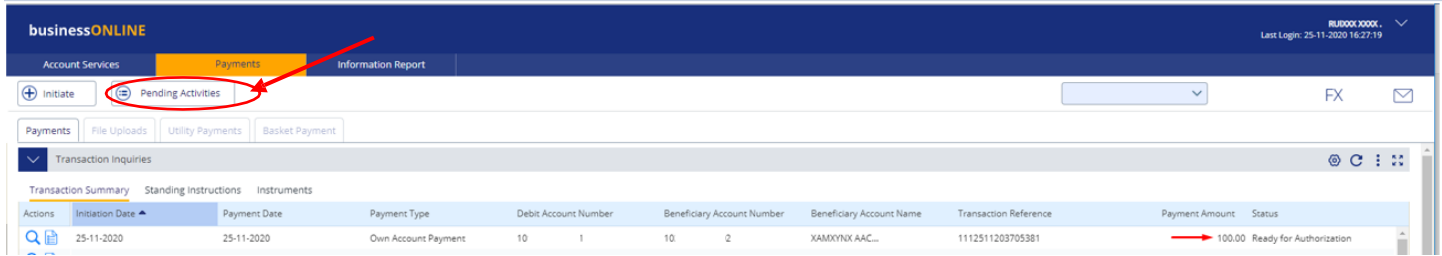 businessONLINE
RUXXX XXXX.
Last Login: 25-11-2020 16:27:19
Account Services Payments Information Report
Initiate Pending Activities FX
Payments File Uploads Utility Payments Basket Payment
Transaction Inquiries
Transaction Summary Standing Instructions Instruments
Actions Initiation Date Payment Date Payment Type Debit Account Number Beneficiary Account Number Beneficiary Account Name Transaction Reference Payment Amount Status
25-11-2020 25-11-2020 Own Account Payment 10 1 10 2 XAMXYNX AAC... 1112511203705381 100.00 Ready for Authorization